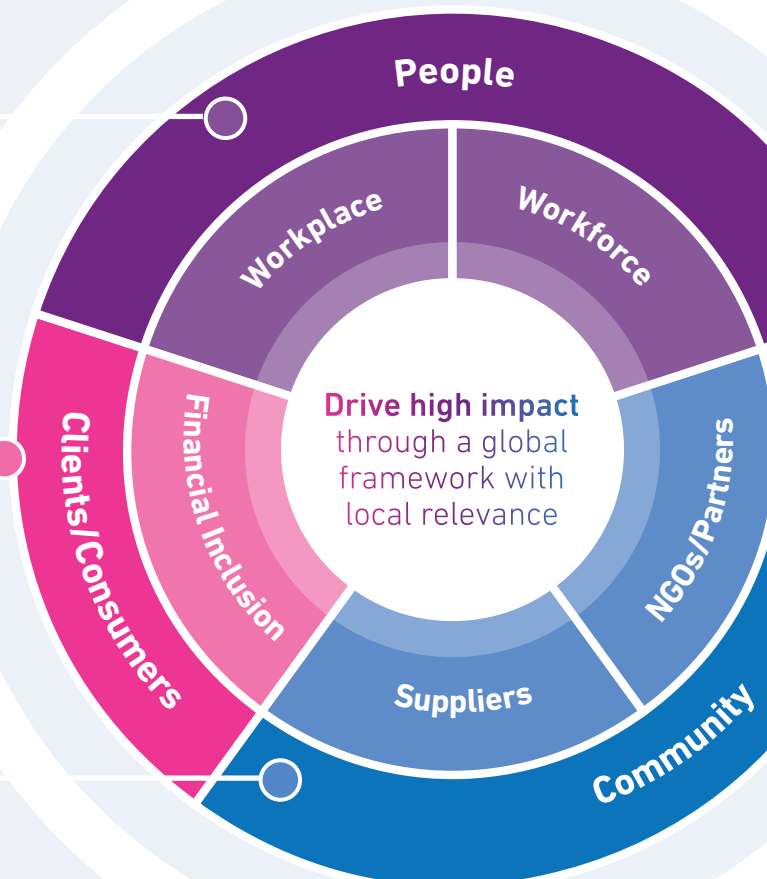 People
Workplace
Workforce
Clients/Consumers
Financial Inclusion
Drive high impact
through a global
framework with
local relevance
NGOs/Partners
Suppliers
Community